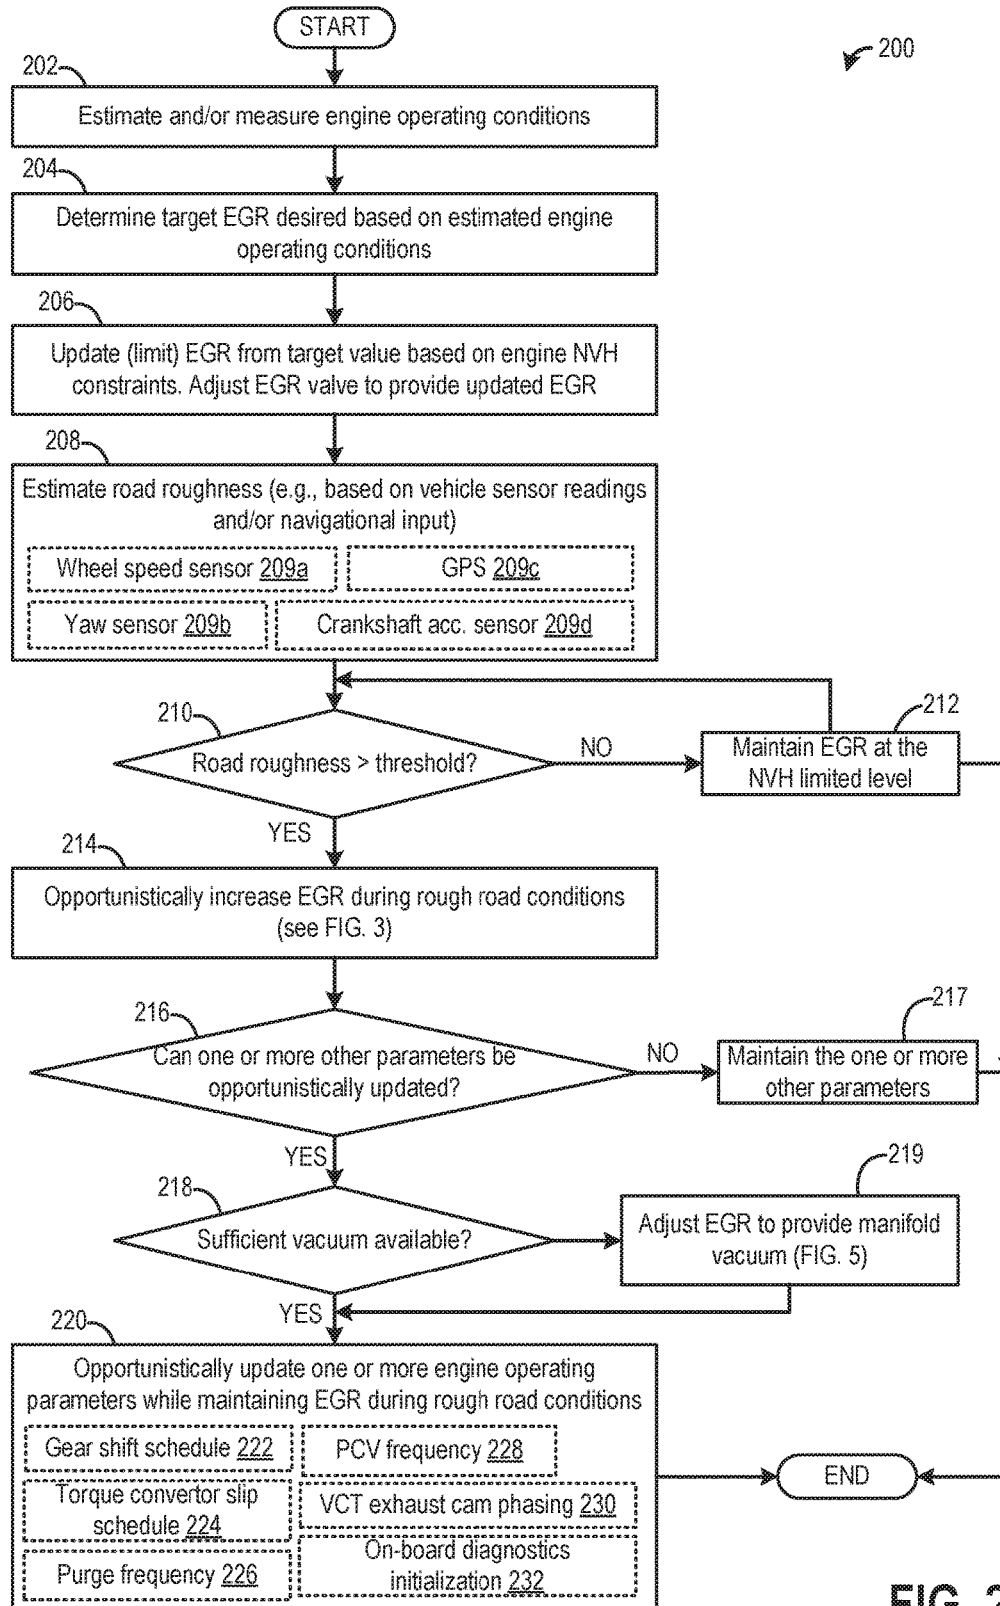 START
200
202
Estimate and/or measure engine operating conditions
204
Determine target EGR desired based on estimated engine
operating conditions
206
Update (limit) EGR from target value based on engine NVH
constraints. Adjust EGR valve to provide updated EGR
208
Estimate road roughness (e.g., based on vehicle sensor readings
and/or navigational input)
Wheel speed sensor 209a
GPS 209c
Yaw sensor 209b
Crankshaft acc. sensor 209d
210
Road roughness > threshold?
NO
212
Maintain EGR at the
NVH limited level
YES
214
Opportunistically increase EGR during rough road conditions
(see FIG. 3)
216
Can one or more other parameters be
opportunistically updated?
NO
217
Maintain the one or more
other parameters
YES
218
Sufficient vacuum available?
219
Adjust EGR to provide manifold
vacuum (FIG. 5)
YES
220
Opportunistically update one or more engine operating
parameters while maintaining EGR during rough road conditions
Gear shift schedule 222
PCV frequency 228
Torque convertor slip
schedule 224
VCT exhaust cam phasing 230
Purge frequency 226
On-board diagnostics
initialization 232
END
FIG. 2